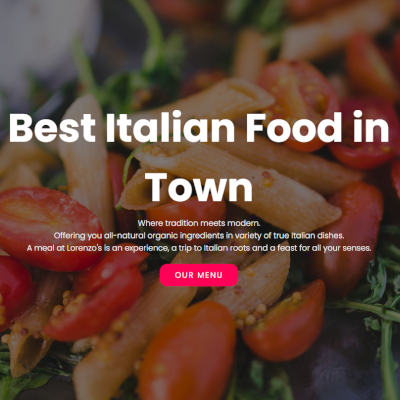 Best Italian Food in
Town
Where tradition meets modern.
Offering you all-natural organic ingredients in variety of true Italian dishes.
A meal at Lorenzo's is an experience, a trip to Italian roots and a feast for all your senses.
OUR MENU